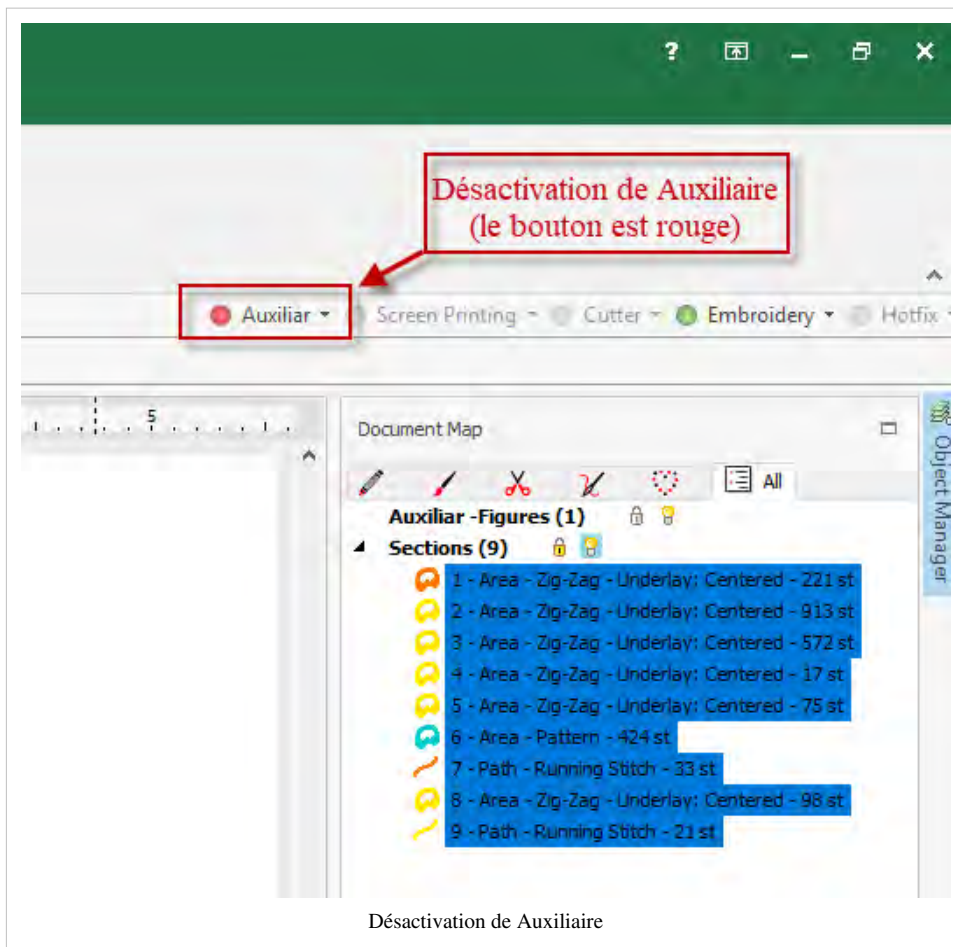 ?
Désactivation de Auxiliaire
(le bouton est rouge)
Auxiliar Screen Printing Cutter Embroidery Hotfix
5
Document Map
All
Object Manager
Auxiliar -Figures (1)
Sections (9)
1 - Area - Zig-Zag - Underlay: Centered - 221 st
2 - Area - Zig-Zag - Underlay: Centered - 913 st
3 - Area - Zig-Zag - Underlay: Centered - 572 st
4 - Area - Zig-Zag - Underlay: Centered - 17 st
5 - Area - Zig-Zag - Underlay: Centered - 75 st
6 - Area - Pattern - 424 st
7 - Path - Running Stitch - 33 st
8 - Area - Zig-Zag - Underlay: Centered - 98 st
9 - Path - Running Stitch - 21 st
Désactivation de Auxiliaire